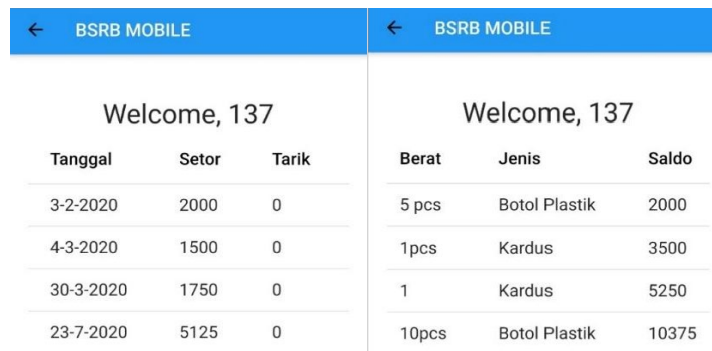 BSRB MOBILE
Welcome, 137
Tanggal Setor Tarik
3-2-2020 2000 0
4-3-2020 1500 0
30-3-2020 1750 0
23-7-2020 5125 0
BSRB MOBILE
Welcome, 137
Berat Jenis Saldo
5 pcs Botol Plastik 2000
1pcs Kardus 3500
1 Kardus 5250
10pcs Botol Plastik 10375